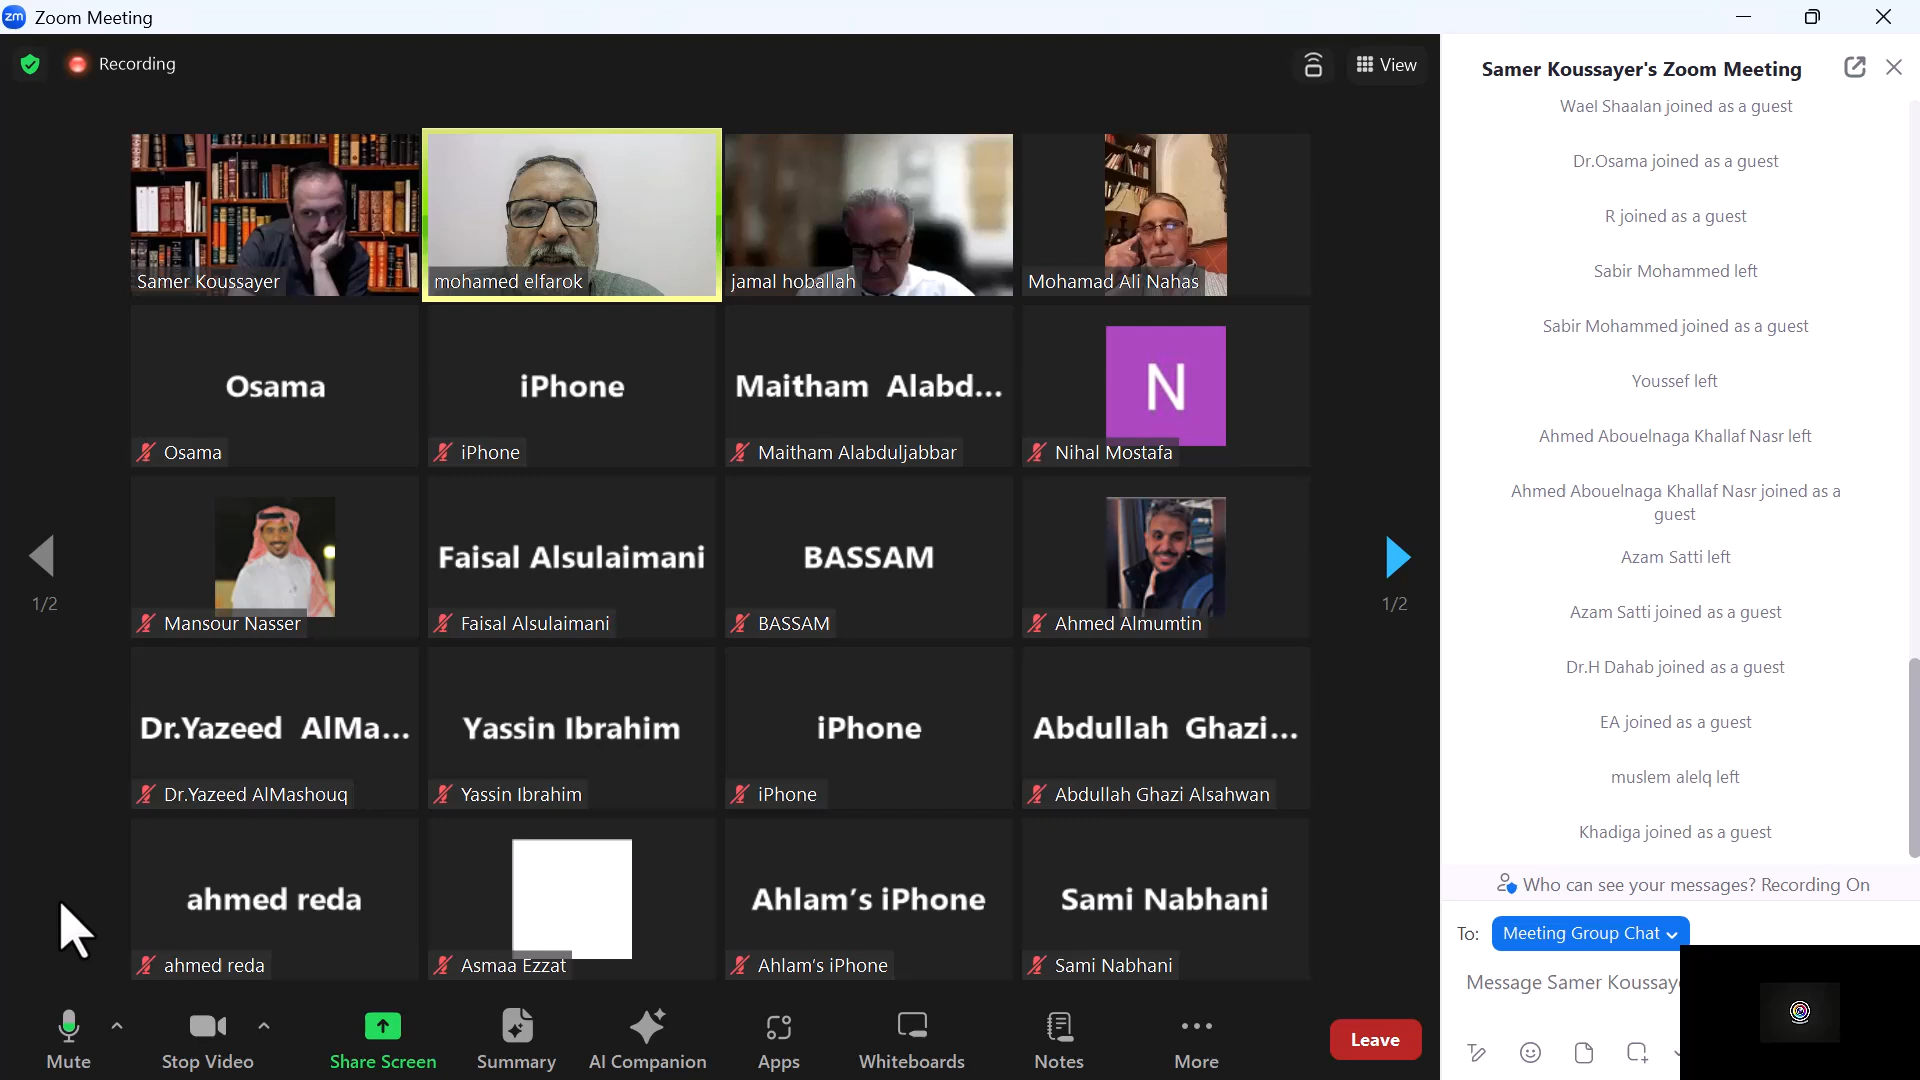 zm Zoom Meeting
Recording
View
Samer Koussayer
mohamed elfarok
jamal hoballah
Mohamad Ali Nahas
Osama
iPhone
Maitham Alabd...
N
Osama
iPhone
Maitham Alabduljabbar
Nihal Mostafa
Faisal Alsulaimani
BASSAM
1/2
1/2
Mansour Nasser
Faisal Alsulaimani
BASSAM
Ahmed Almumtin
Dr.Yazeed AlMa...
Yassin Ibrahim
iPhone
Abdullah Ghazi...
Dr.Yazeed AlMashouq
Yassin Ibrahim
iPhone
Abdullah Ghazi Alsahwan
ahmed reda
Ahlam's iPhone
Sami Nabhani
ahmed reda
Asmaa Ezzat
Ahlam's iPhone
Sami Nabhani
Mute
Stop Video
Share Screen
Summary
AI Companion
Apps
Whiteboards
Notes
More
Leave
Samer Koussayer's Zoom Meeting
Wael Shaalan joined as a guest
Dr.Osama joined as a guest
R joined as a guest
Sabir Mohammed left
Sabir Mohammed joined as a guest
Youssef left
Ahmed Abouelnaga Khallaf Nasr left
Ahmed Abouelnaga Khallaf Nasr joined as a
guest
Azam Satti left
Azam Satti joined as a guest
Dr.H Dahab joined as a guest
EA joined as a guest
muslem alelq left
Khadiga joined as a guest
Who can see your messages? Recording On
To: Meeting Group Chat
Message Samer Koussay